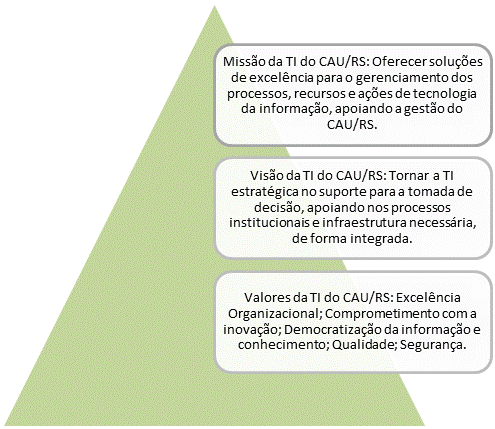 Missão da TI do CAU/RS: Oferecer soluções
de excelência para o gerenciamento dos
processos, recursos e ações de tecnologia
da informação, apoiando a gestão do
CAU/RS.
Visão da TI do CAU/RS: Tornar a TI
estratégica no suporte para a tomada de
decisão, apoiando nos processos
institucionais e infraestrutura necessária,
de forma integrada.
Valores da TI do CAU/RS: Excelência
Organizacional; Comprometimento com a
inovação; Democratização da informação e
conhecimento; Qualidade; Segurança.